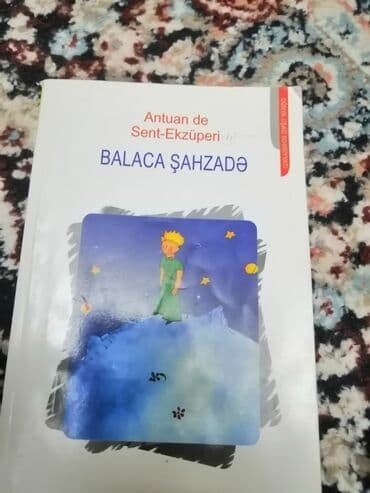 Antuan de
Sent-Ekzüperi
BALACA ŞAHZADƏ